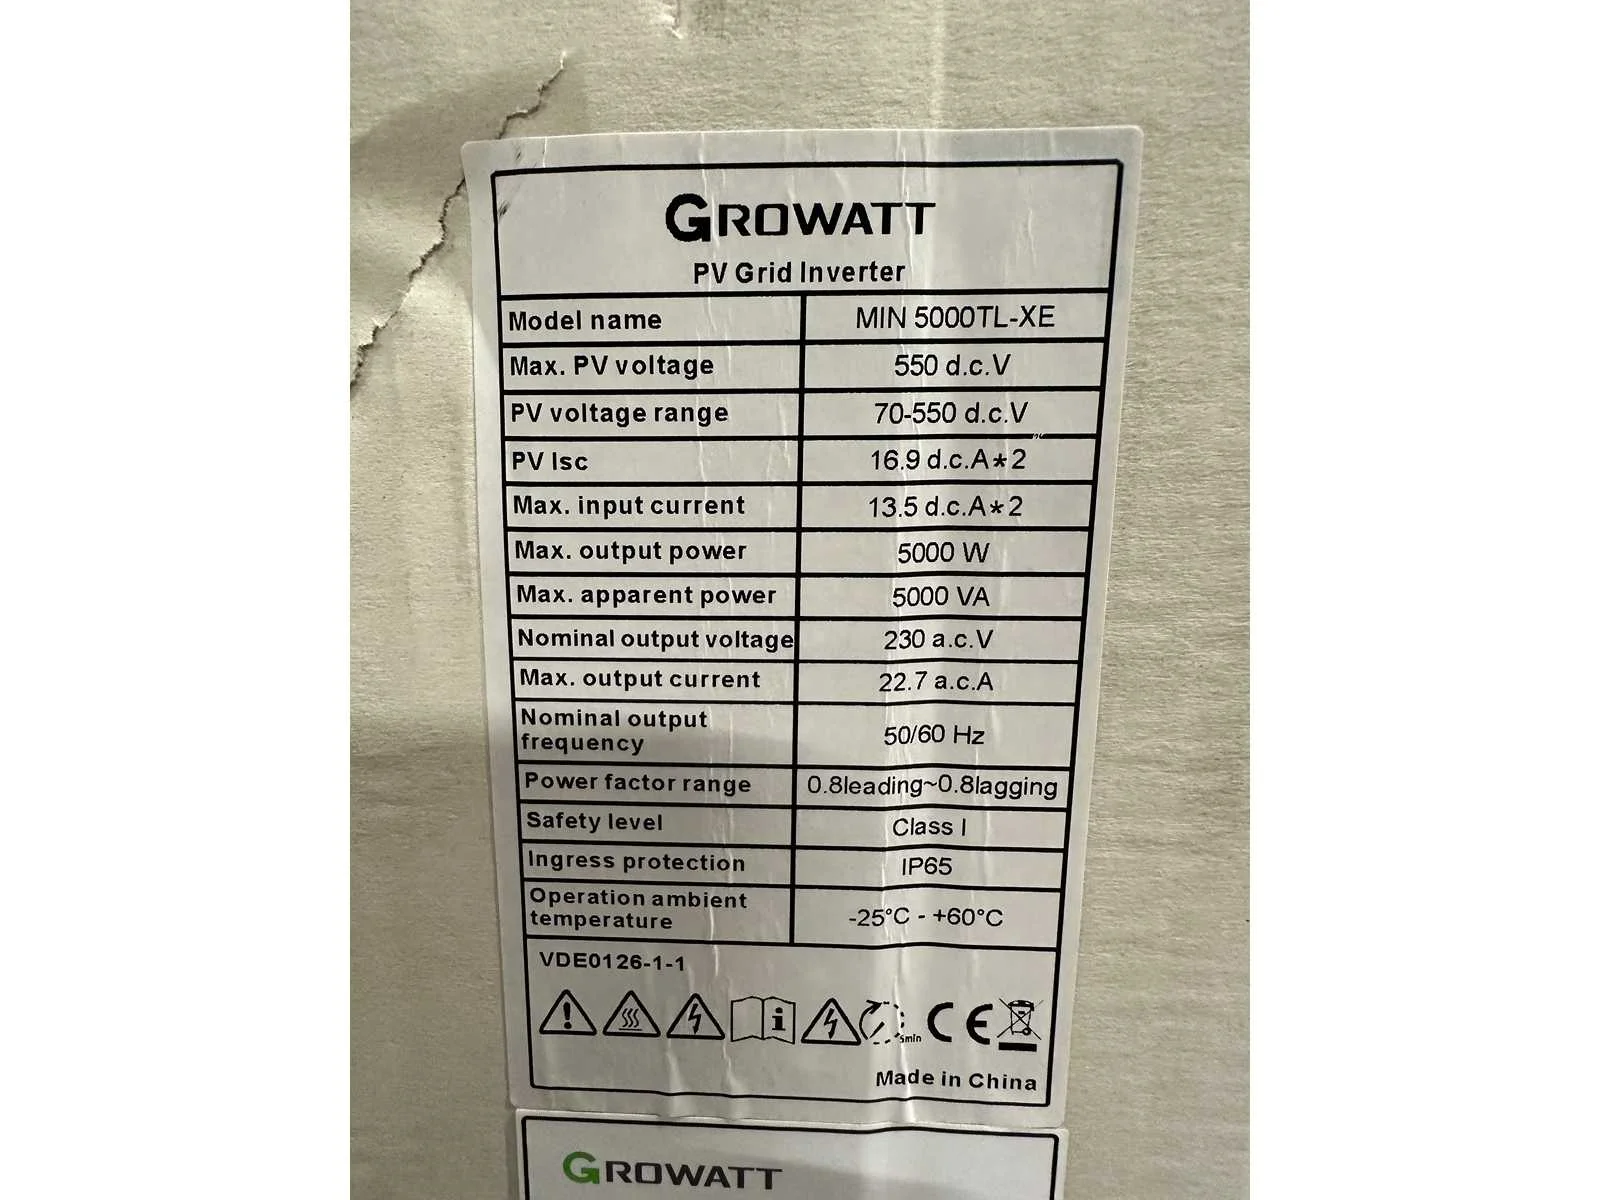 GROWATT
PV Grid Inverter
Model name MIN 5000TL-XE
Max. PV voltage 550 d.c.V
PV voltage range 70-550 d.c.V
PV Isc 16.9 d.c.A*2
Max. input current 13.5 d.c.A*2
Max. output power 5000 W
Max. apparent power 5000 VA
Nominal output voltage 230 a.c.V
Max. output current 22.7 a.c.A
Nominal output
frequency 50/60 Hz
Power factor range 0.8leading~0.8lagging
Safety level Class I
Ingress protection IP65
Operation ambient
temperature -25°C - +60°C
VDE0126-1-1
i 5min CE
Made in China
GROWATT